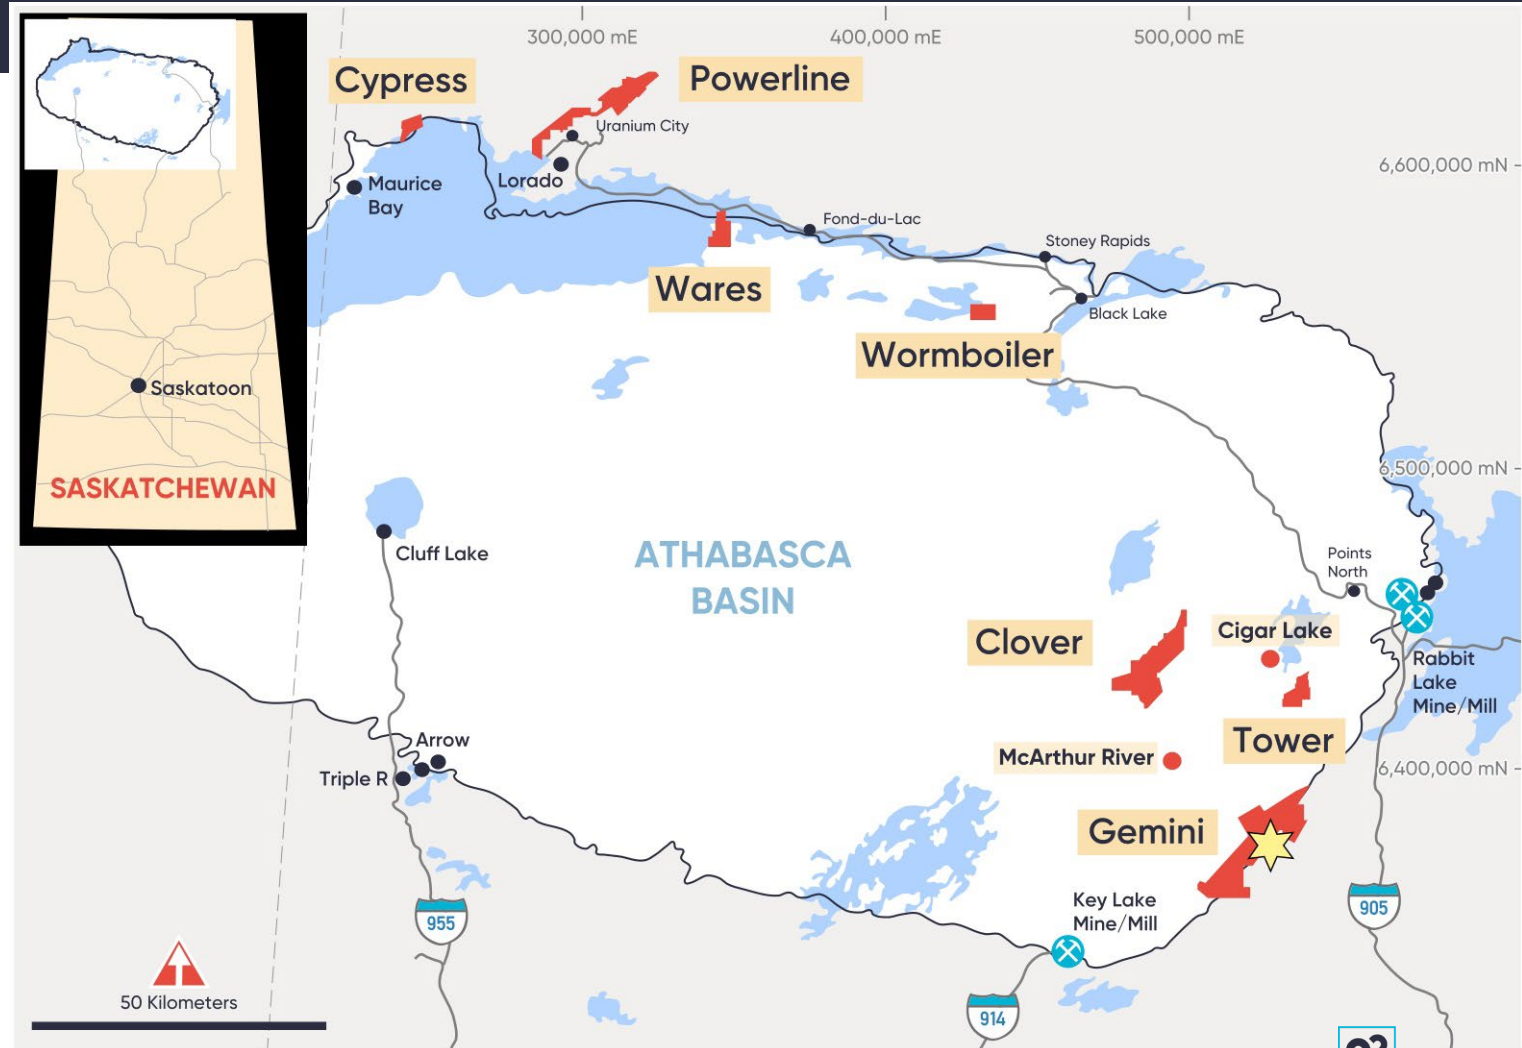 300,000 mE
400,000 mE
500,000 mE
Cypress
Powerline
Uranium City
6,600,000 mN
Lorado
Maurice
Bay
Fond-du-Lac
Stoney Rapids
Wares
Black Lake
Wormboiler
Saskatoon
6,500,000 mN
SASKATCHEWAN
Cluff Lake
ATHABASCA
BASIN
Points
North
Clover
Cigar Lake
Rabbit
Lake
Mine/Mill
Arrow
Tower
McArthur River
Triple R
6,400,000 mN
Gemini
Key Lake
Mine/Mill
955
905
50 Kilometers
914